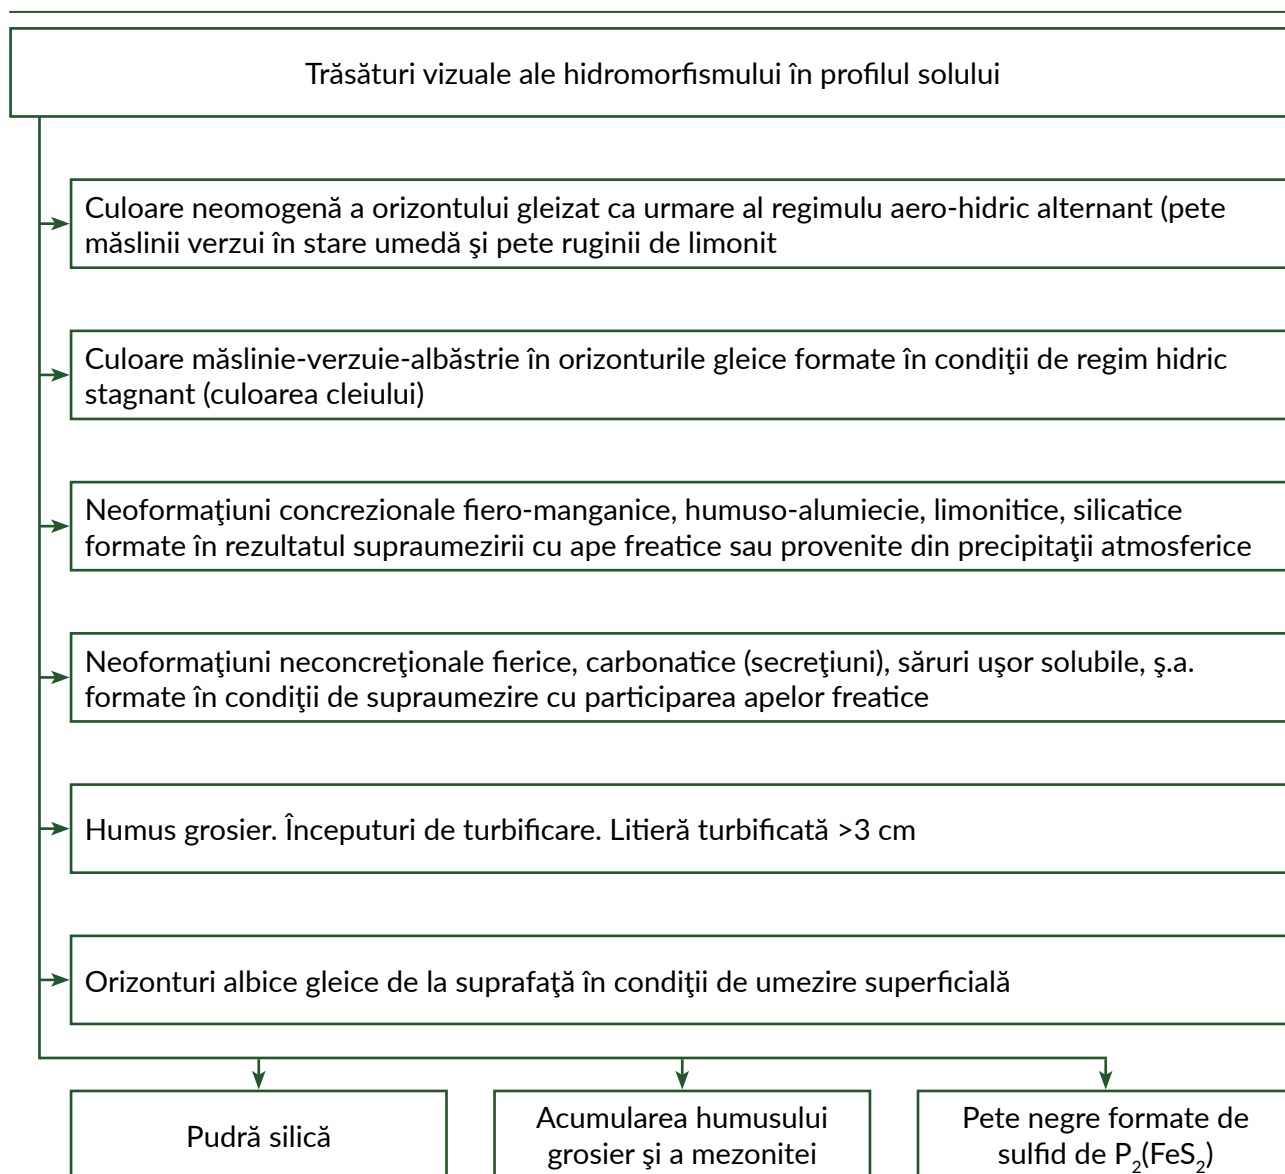 Trăsături vizuale ale hidromorfismului în profilul solului
Culoare neomogenă a orizontului gleizat ca urmare al regimulu aero-hidric alternant (pete
măslinii verzui în stare umedă şi pete ruginii de limonit
Culoare măslinie-verzuie-albăstrie în orizonturile gleice formate în condiţii de regim hidric
stagnant (culoarea cleiului)
Neoformaţiuni concrezionale fiero-manganice, humuso-alumiecie, limonitice, silicatice
formate în rezultatul supraumezirii cu ape freatice sau provenite din precipitaţii atmosferice
Neoformaţiuni neconcreţionale fierice, carbonatice (secreţiuni), săruri uşor solubile, ş.a.
formate în condiţii de supraumezire cu participarea apelor freatice
Humus grosier. Începuturi de turbificare. Litieră turbificată >3 cm
Orizonturi albice gleice de la suprafaţă în condiţii de umezire superficială
Pudră silică
Acumularea humusului
grosier şi a mezonitei
Pete negre formate de
sulfid de P₂(FeS₂)